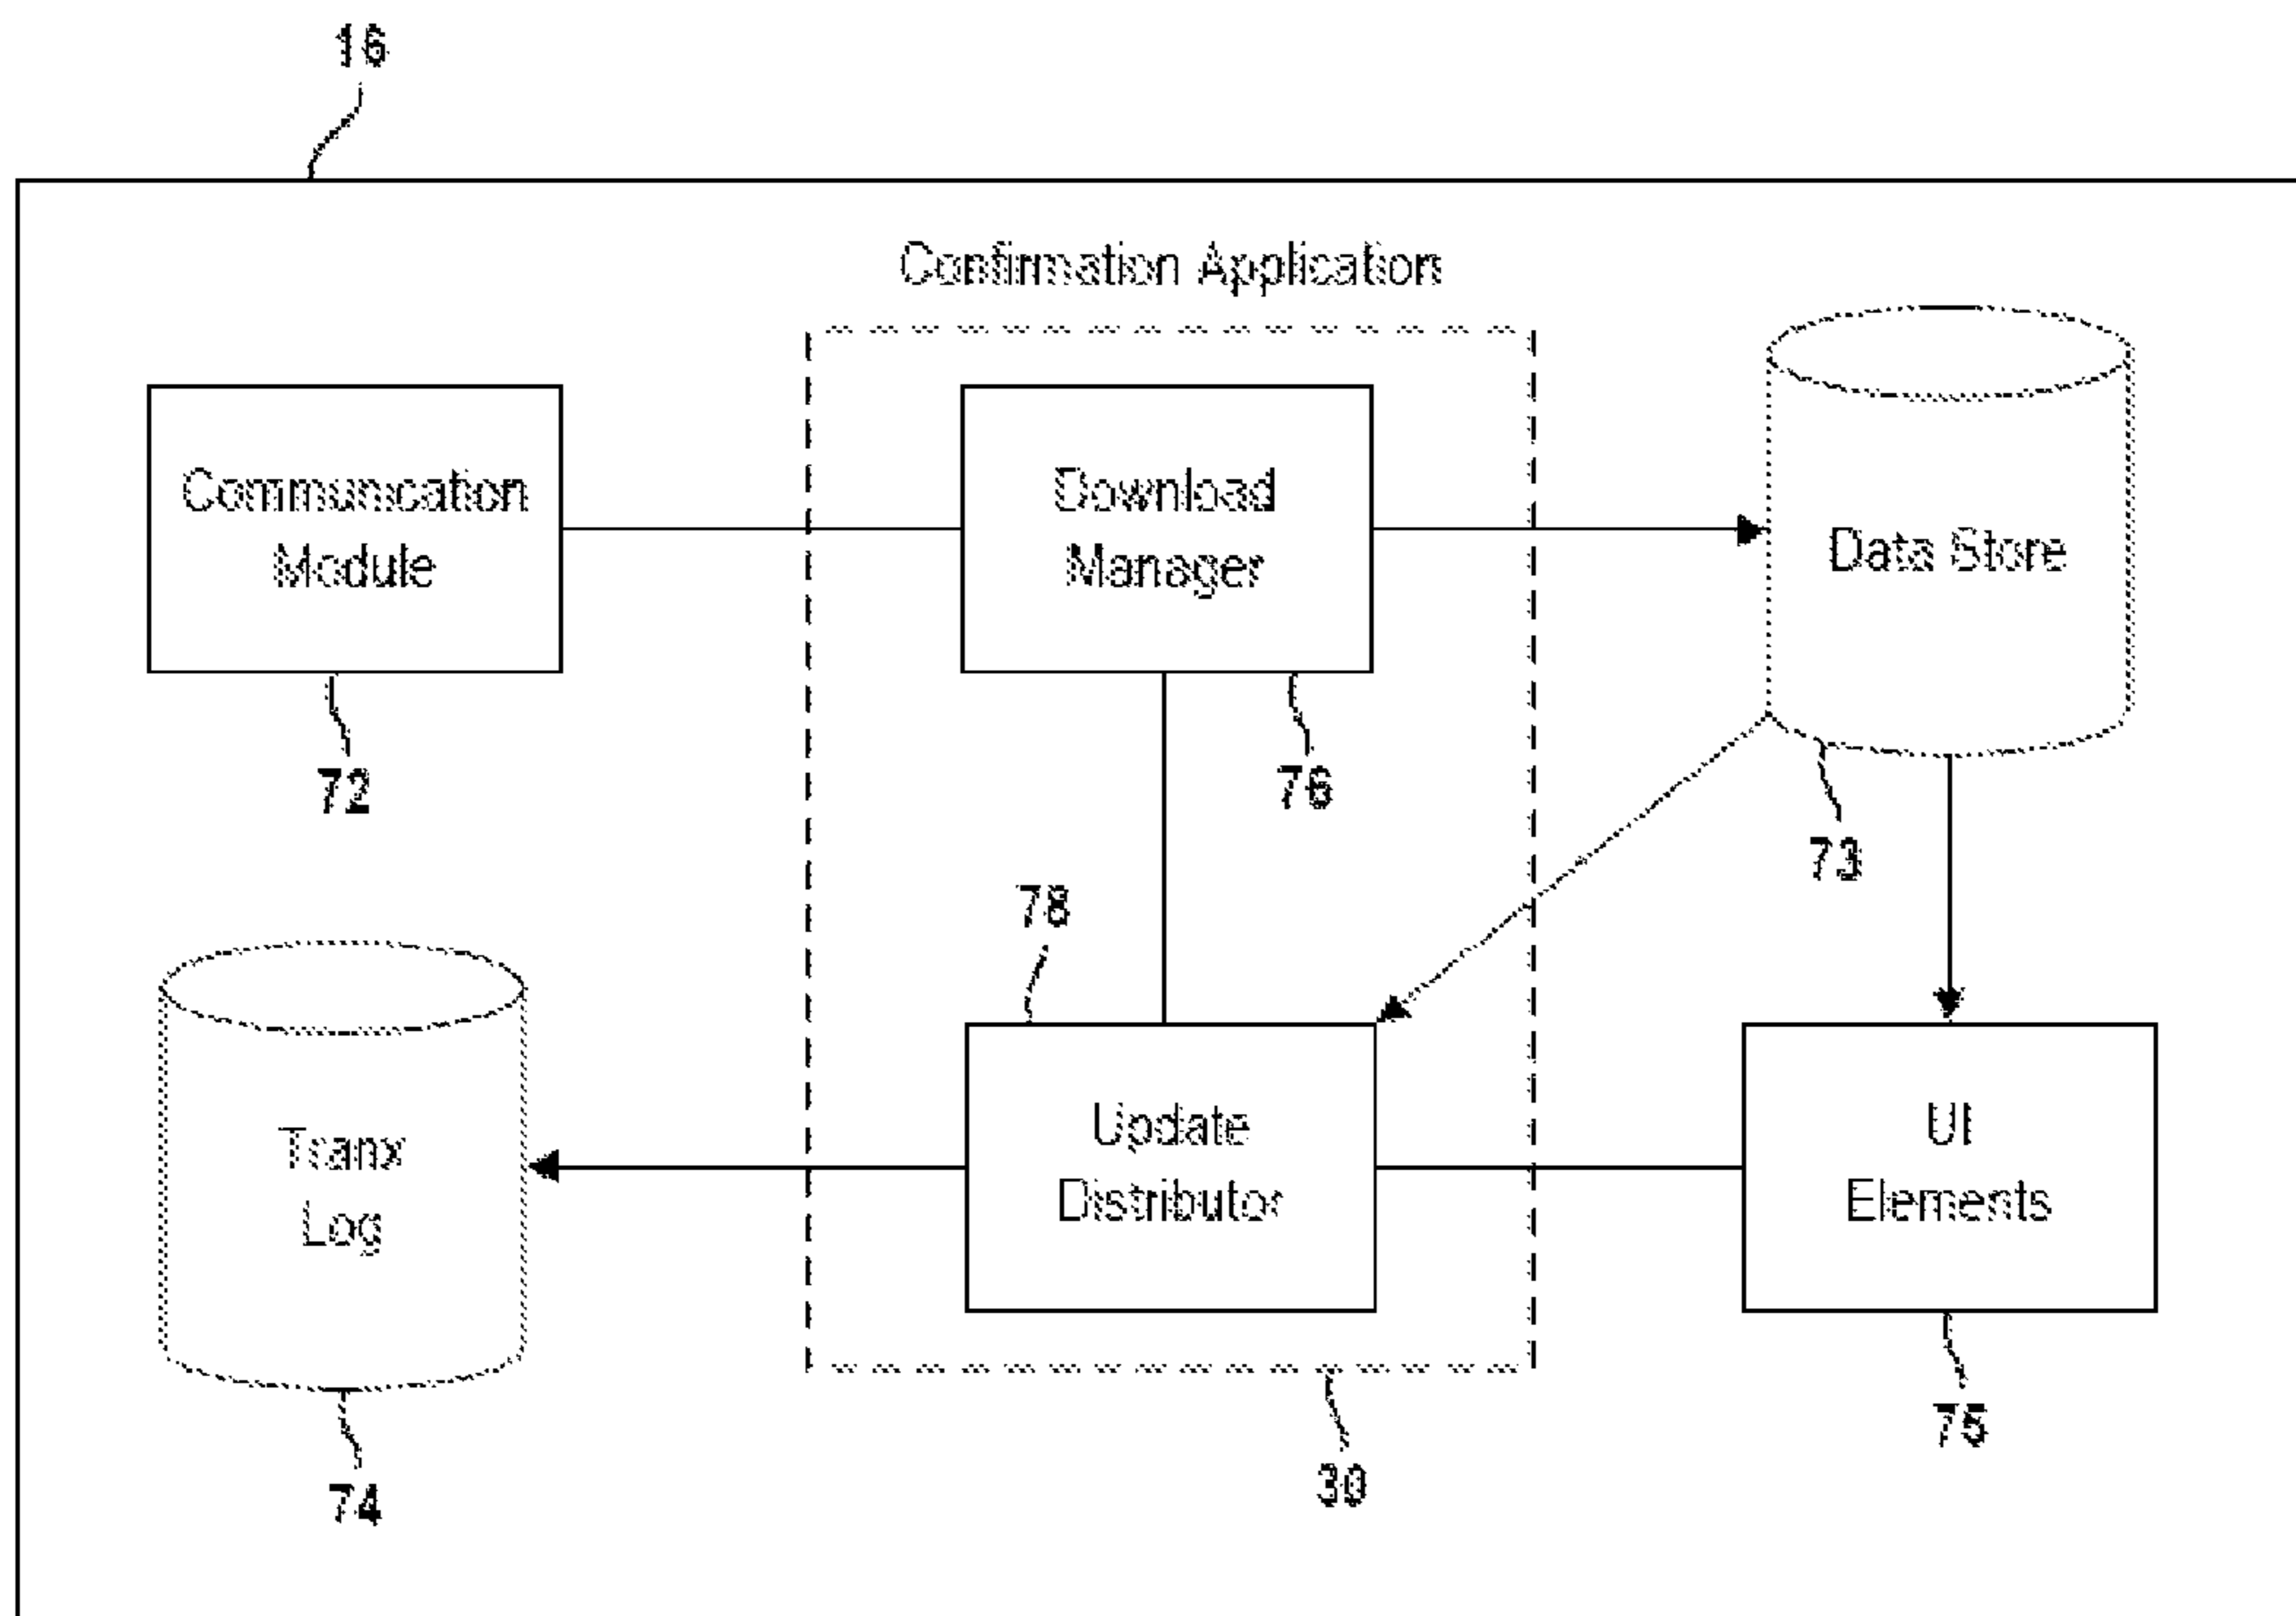 16
Confirmation Application
Communication
Module
Download
Manager
Data Store
72
76
73
78
Tranx
Log
Update
Distributor
UI
Elements
74
30
75